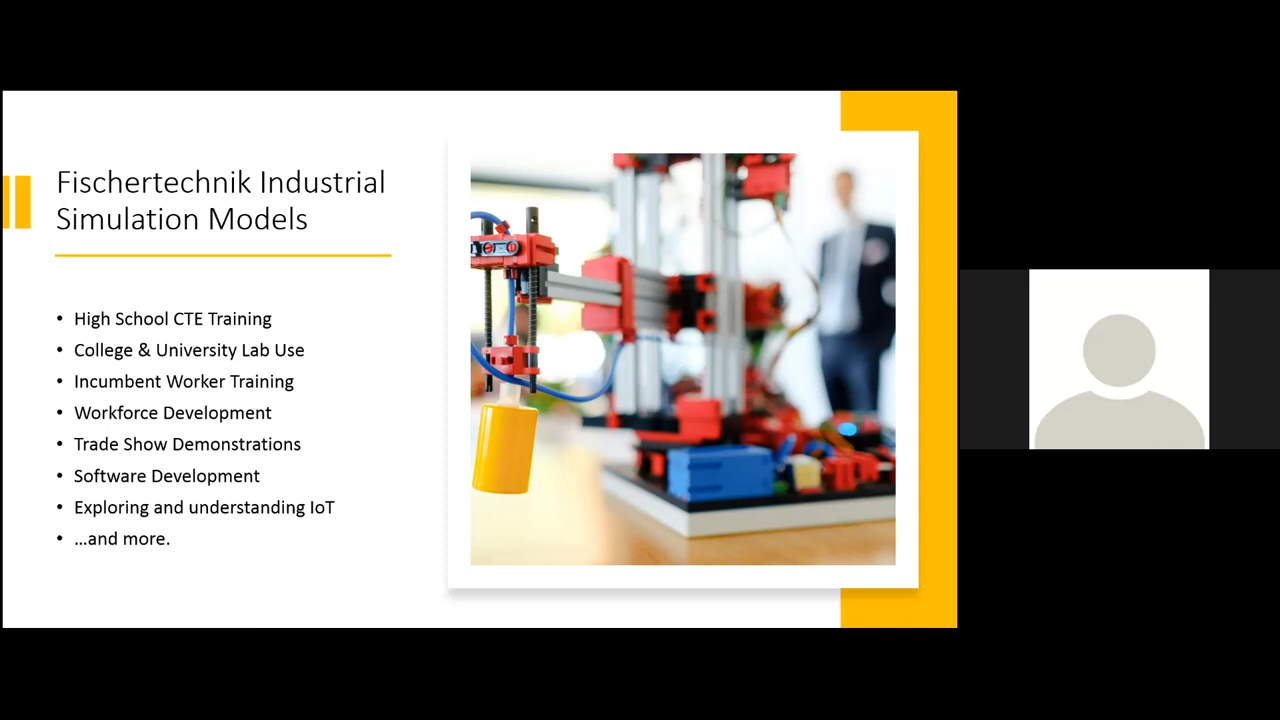 Fischertechnik Industrial
Simulation Models
• High School CTE Training
• College & University Lab Use
• Incumbent Worker Training
• Workforce Development
• Trade Show Demonstrations
• Software Development
• Exploring and understanding IoT
• …and more.